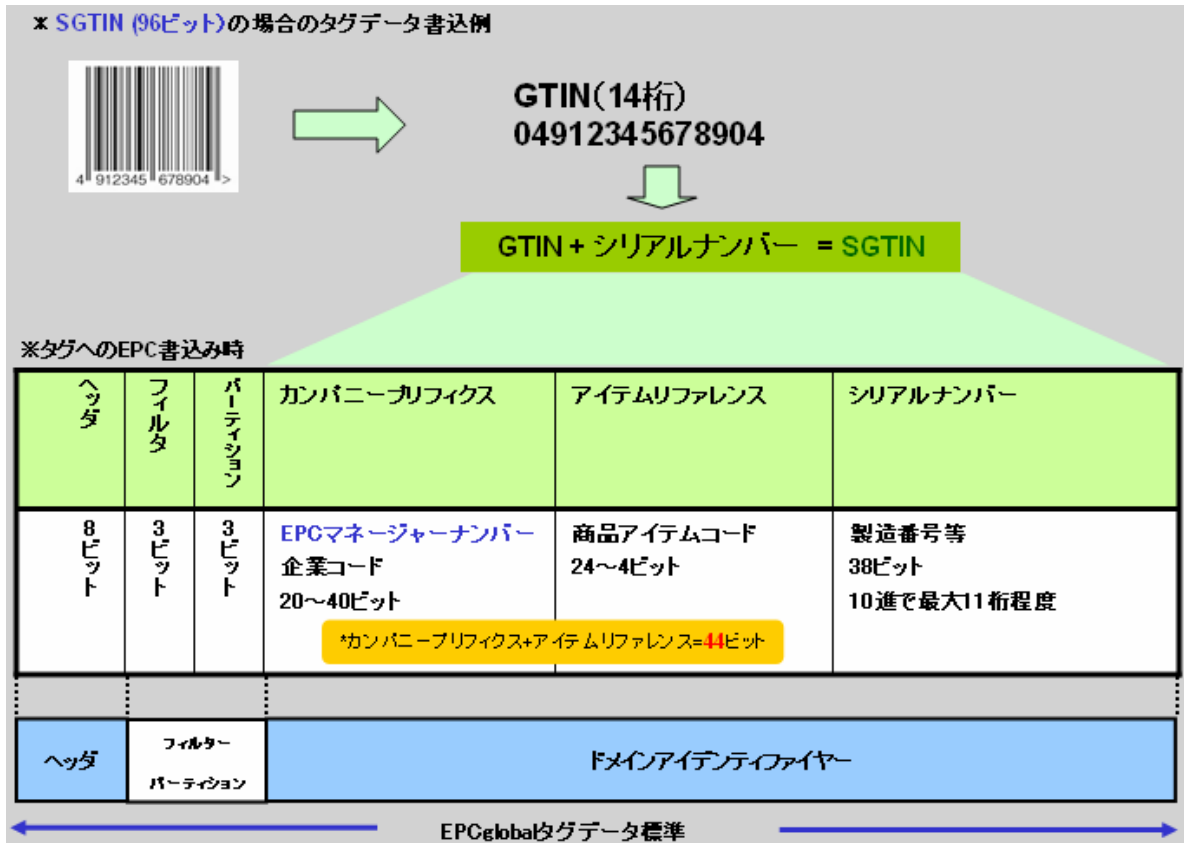 ※ SGTIN (96ビット)の場合のタグデータ書込例
GTIN(14桁)
04912345678904
4 912345 678904 >
GTIN + シリアルナンバー = SGTIN
※タグへのEPC書込み時
ヘッダ
フィルタ
パーティション
カンパニープリフィクス
アイテムリファレンス
シリアルナンバー
8ビット
3ビット
3ビット
EPCマネージャーナンバー
企業コード
20～40ビット
商品アイテムコード
24～4ビット
製造番号等
38ビット
10進で最大11桁程度
*カンパニープリフィクス+アイテムリファレンス=44ビット
ヘッダ
フィルター
パーティション
ドメインアイデンティファイヤー
EPCglobalタグデータ標準